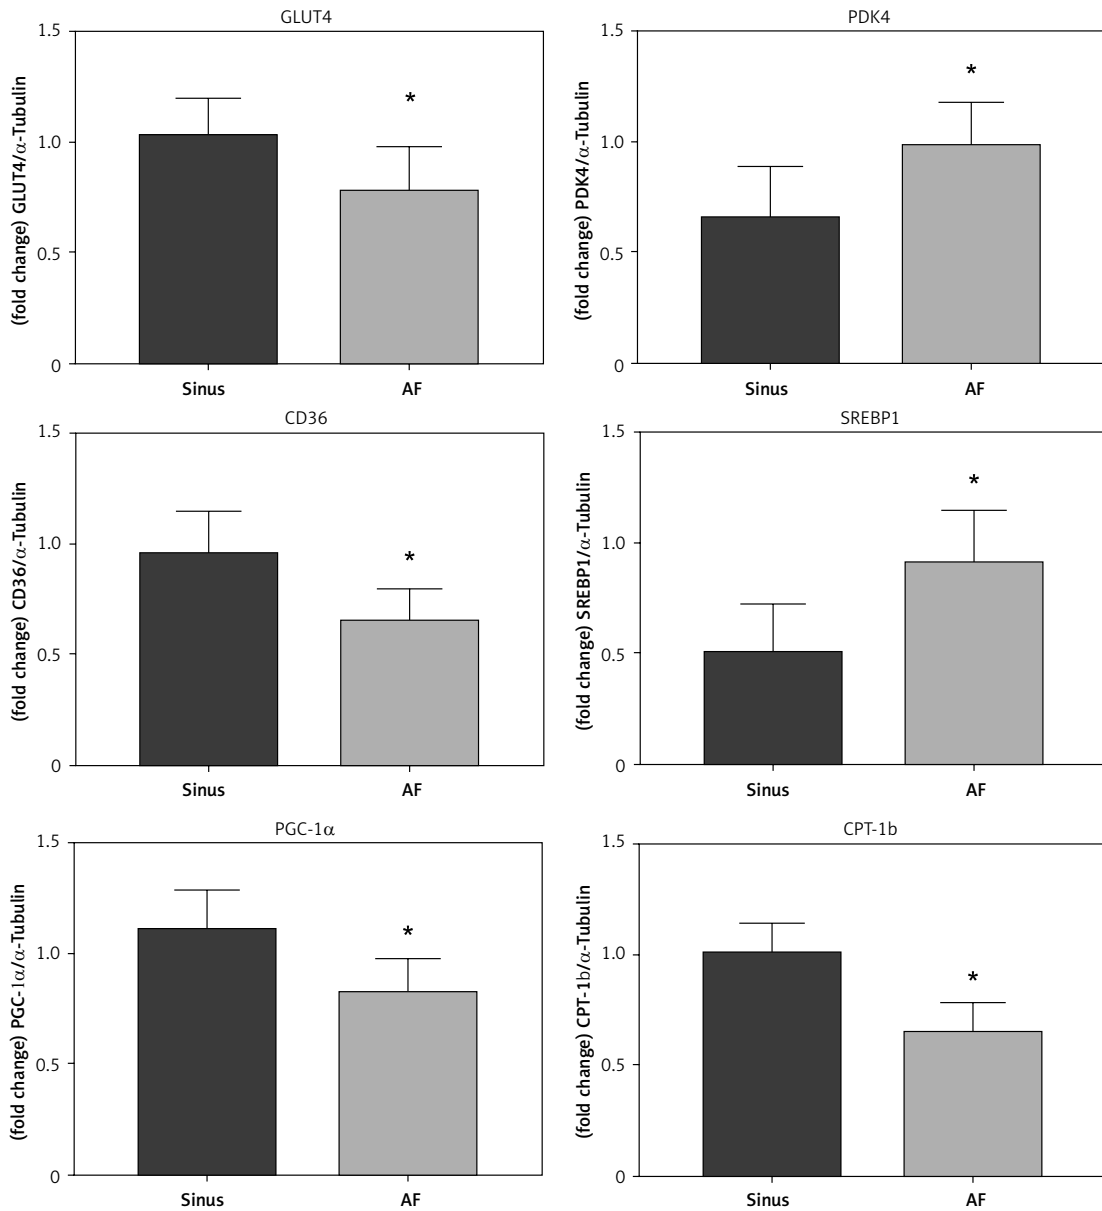 GLUT4
(fold change) GLUT4/α-Tubulin
1.5
1.0
0.5
0
*
Sinus AF
PDK4
(fold change) PDK4/α-Tubulin
1.5
1.0
0.5
0
*
Sinus AF
CD36
(fold change) CD36/α-Tubulin
1.5
1.0
0.5
0
*
Sinus AF
SREBP1
(fold change) SREBP1/α-Tubulin
1.5
1.0
0.5
0
*
Sinus AF
PGC-1α
(fold change) PGC-1α/α-Tubulin
1.5
1.0
0.5
0
*
Sinus AF
CPT-1b
(fold change) CPT-1b/α-Tubulin
1.5
1.0
0.5
0
*
Sinus AF